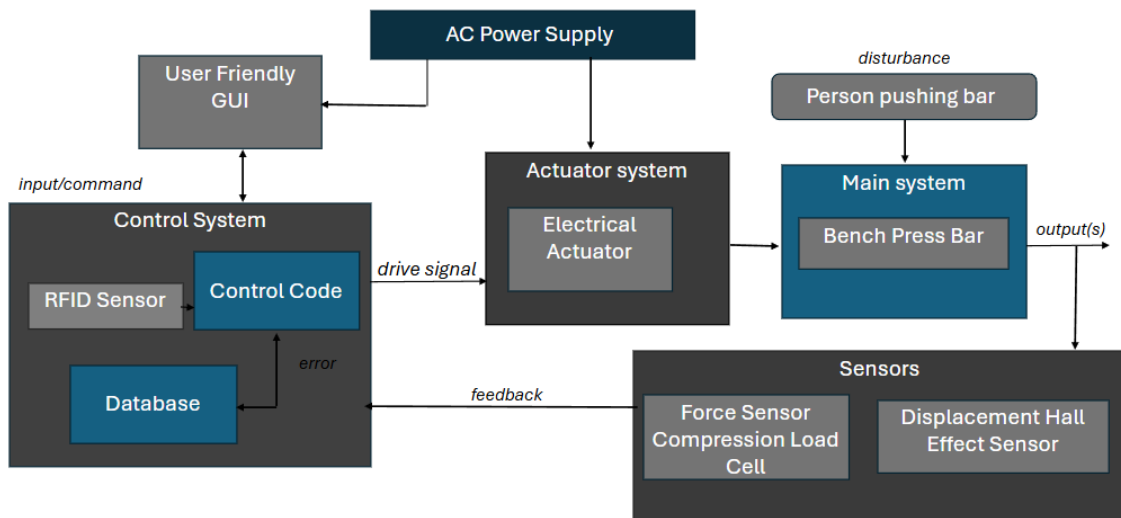 AC Power Supply
User Friendly
GUI
disturbance
Person pushing bar
input/command
Control System
RFID Sensor
Control Code
error
Database
drive signal
Actuator system
Electrical
Actuator
Main system
Bench Press Bar
output(s)
feedback
Sensors
Force Sensor
Compression Load
Cell
Displacement Hall
Effect Sensor